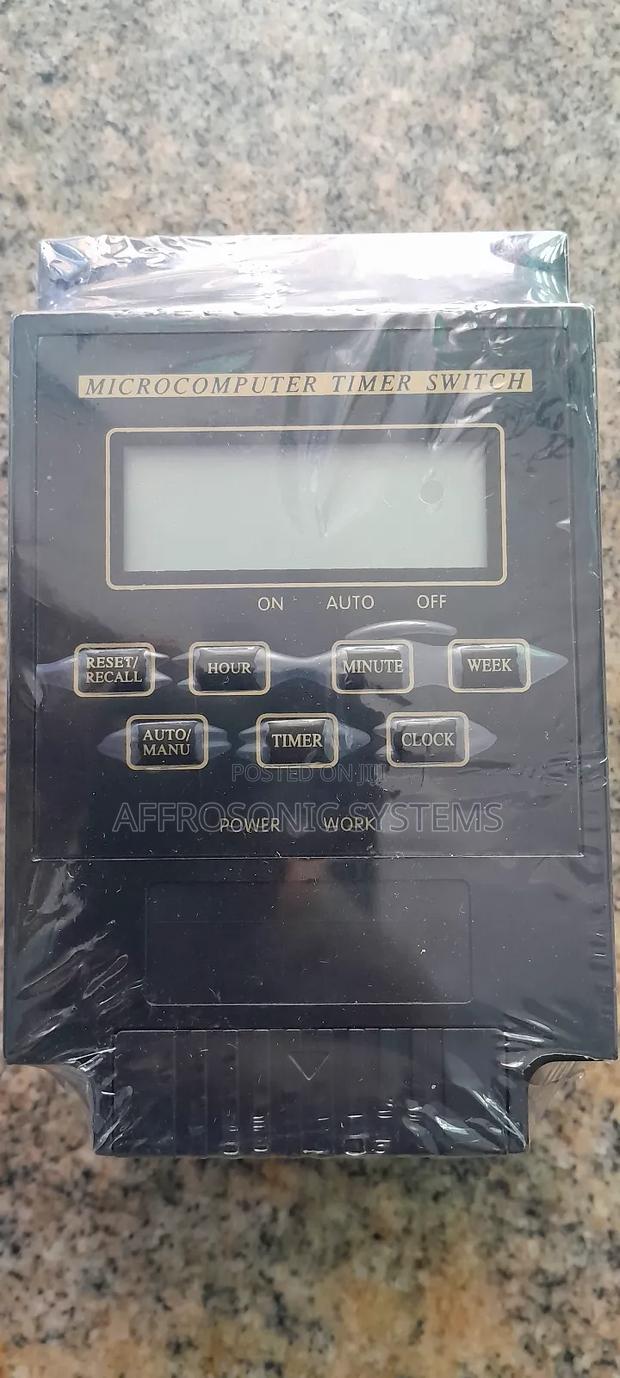 MICROCOMPUTER TIMER SWITCH
ON AUTO OFF
RESET/
RECALL
HOUR
MINUTE
WEEK
AUTO/
MANU
TIMER
CLOCK
POSTED ON JIJI
AFFROSONIC SYSTEMS
POWER WORK